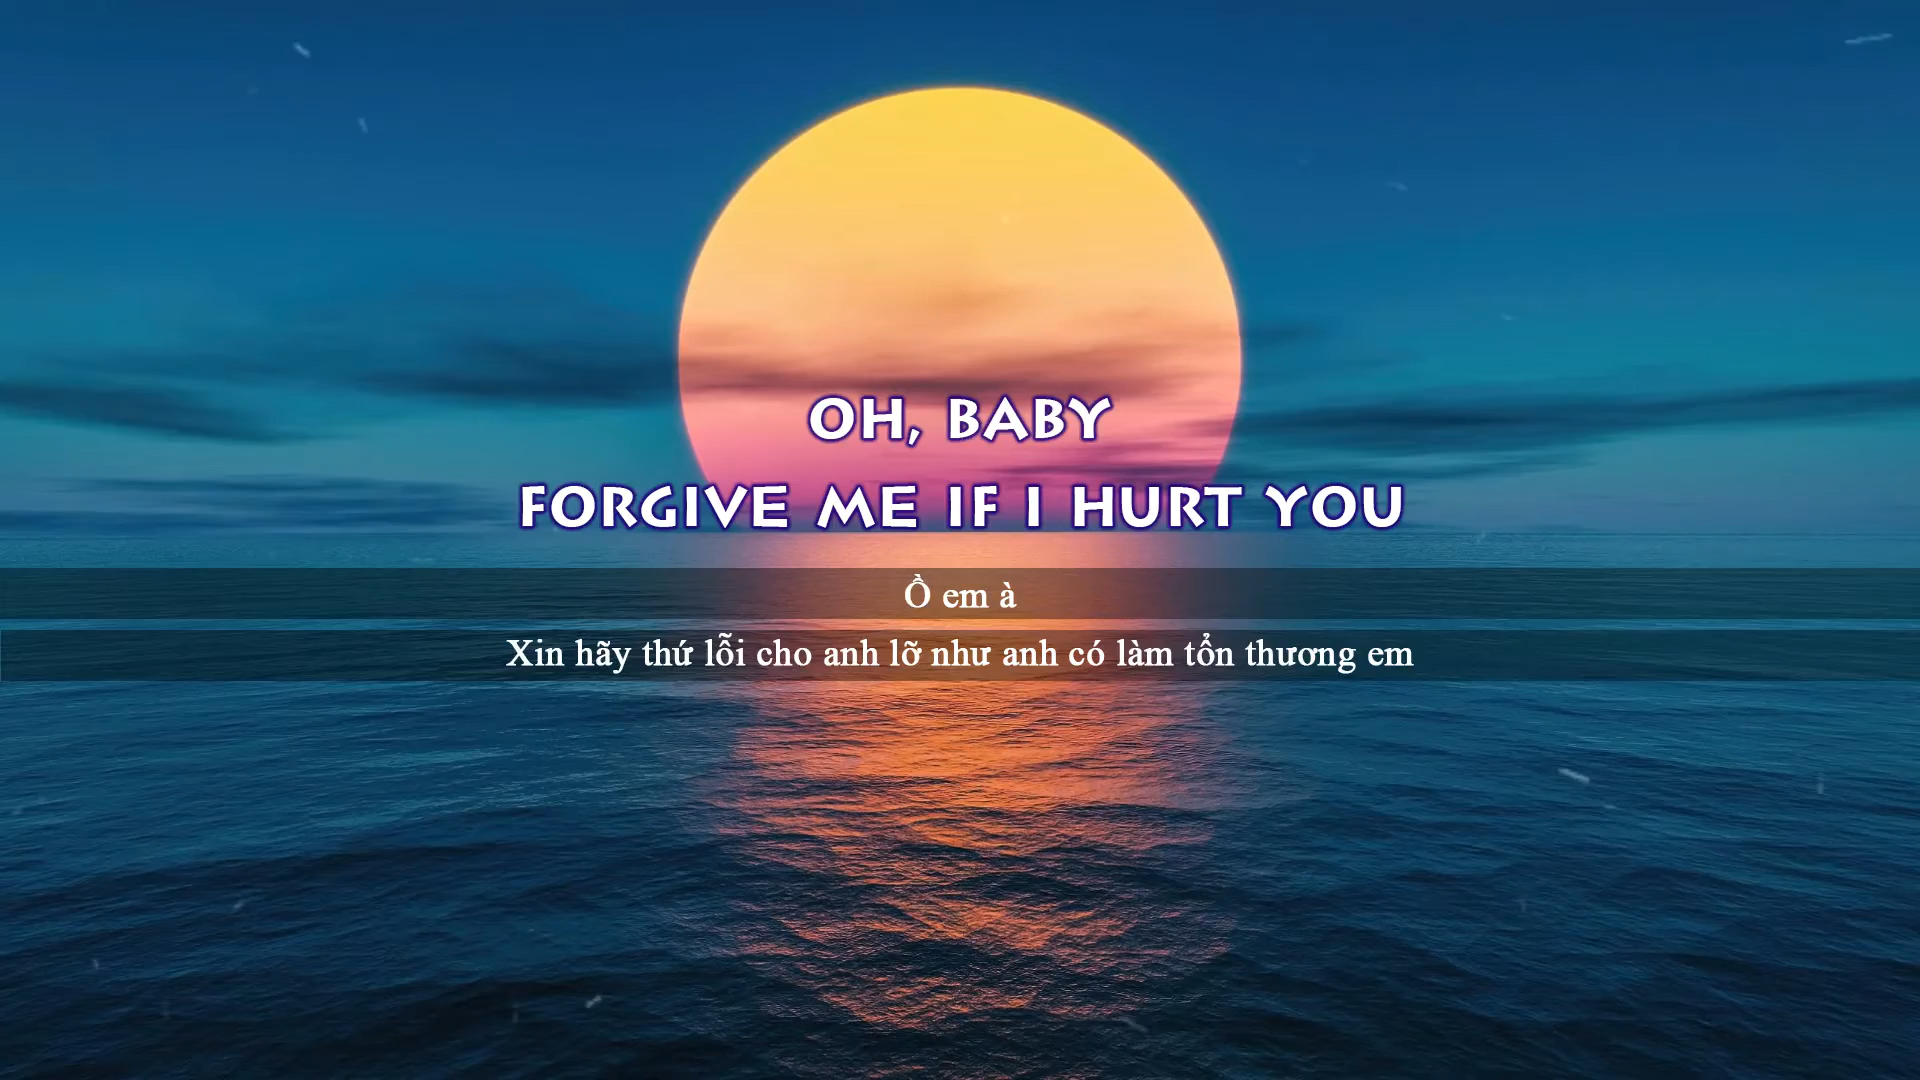 OH, BABY
FORGIVE ME IF I HURT YOU
Ồ em à
Xin hãy thứ lỗi cho anh lỡ như anh có làm tổn thương em